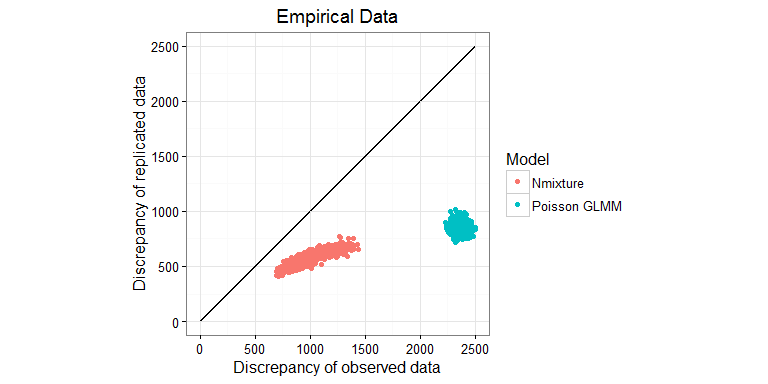 Empirical Data
Discrepancy of replicated data
2500
2000
1500
1000
500
0
0 500 1000 1500 2000 2500
Discrepancy of observed data
Model
Nmixture
Poisson GLMM